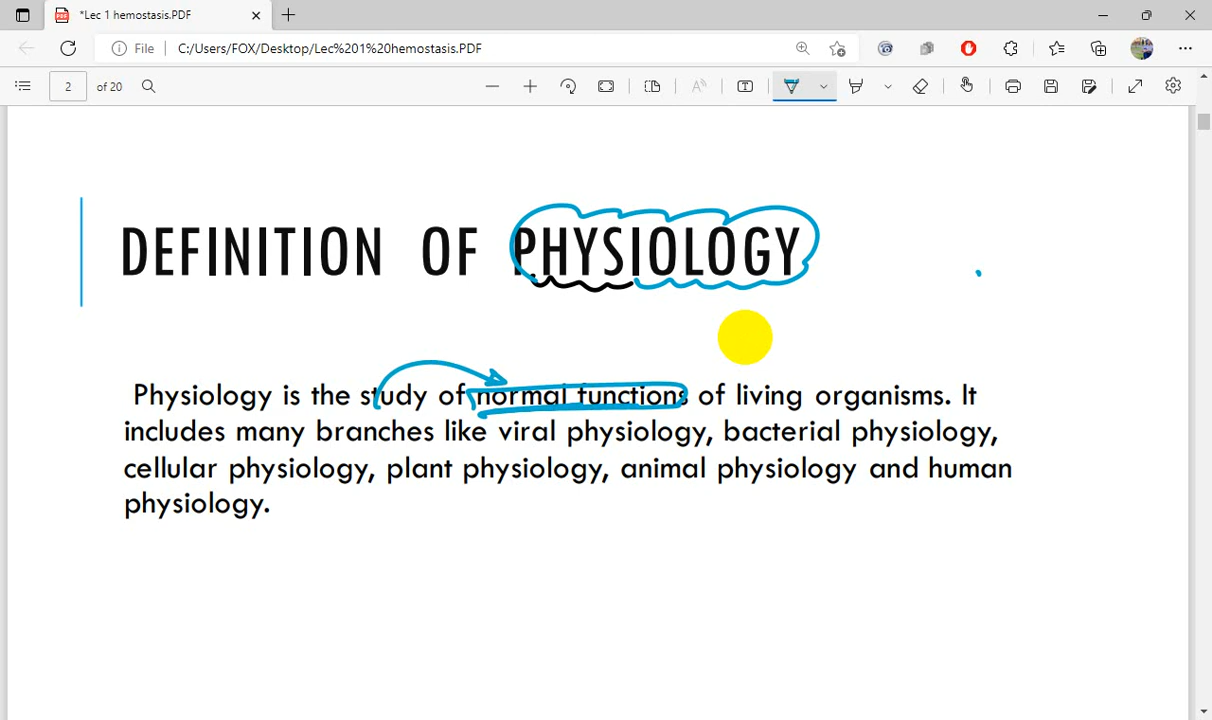 *Lec 1 hemostasis.PDF
File
C:/Users/FOX/Desktop/Lec%201%20hemostasis.PDF
2 of 20
DEFINITION OF PHYSIOLOGY
Physiology is the study of normal functions of living organisms. It
includes many branches like viral physiology, bacterial physiology,
cellular physiology, plant physiology, animal physiology and human
physiology.